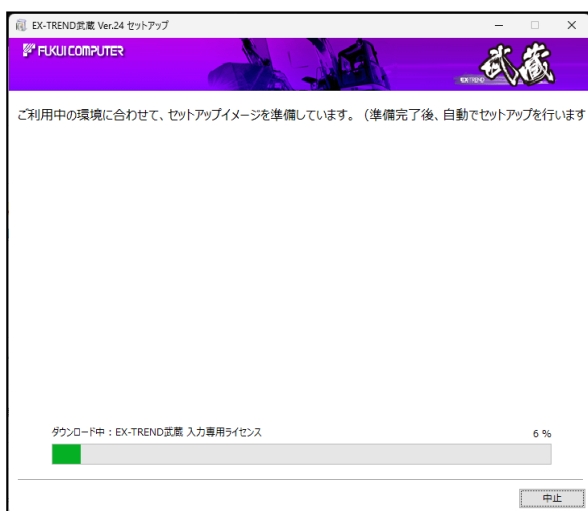 EX-TREND武蔵 Ver.24 セットアップ
FUKUI COMPUTER
EX-TREND 武蔵
ご利用中の環境に合わせて、セットアップイメージを準備しています。（準備完了後、自動でセットアップを行います
ダウンロード中：EX-TREND武蔵 入力専用ライセンス
6 %
中止